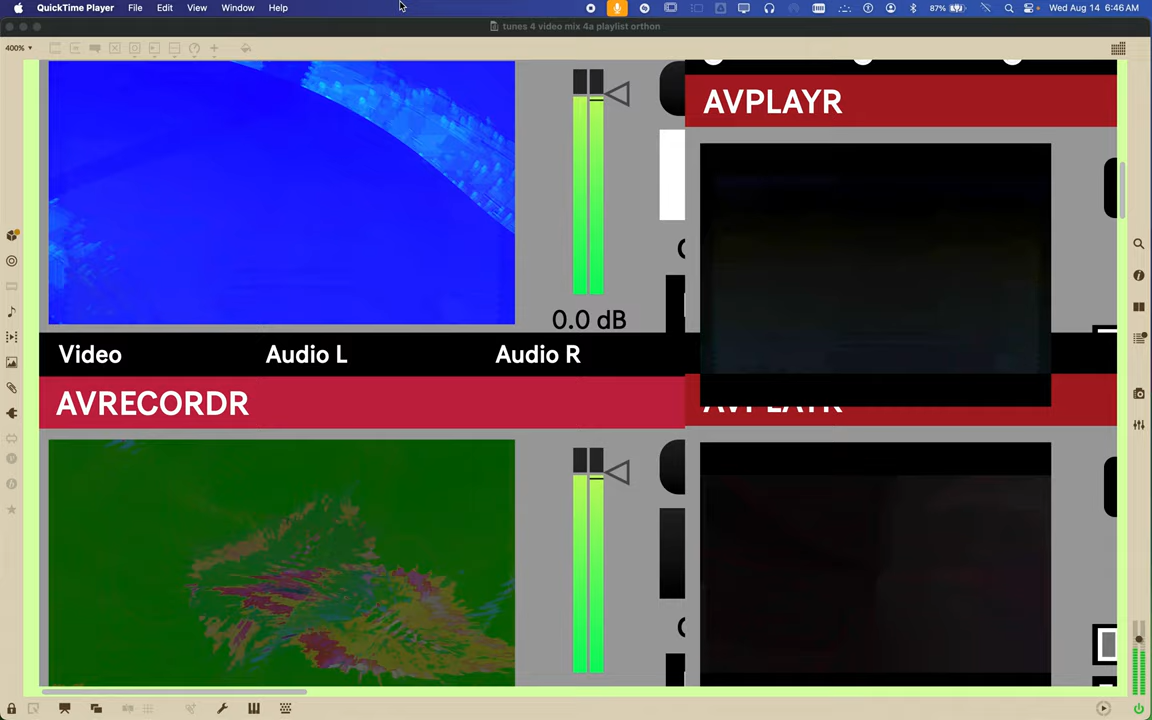 QuickTime Player File Edit View Window Help 87% Wed Aug 14 6:46 AM
tunes 4 video mix 4a playlist orthon
400%
AVPLAYR
0.0 dB
Video Audio L Audio R
AVRECORDR